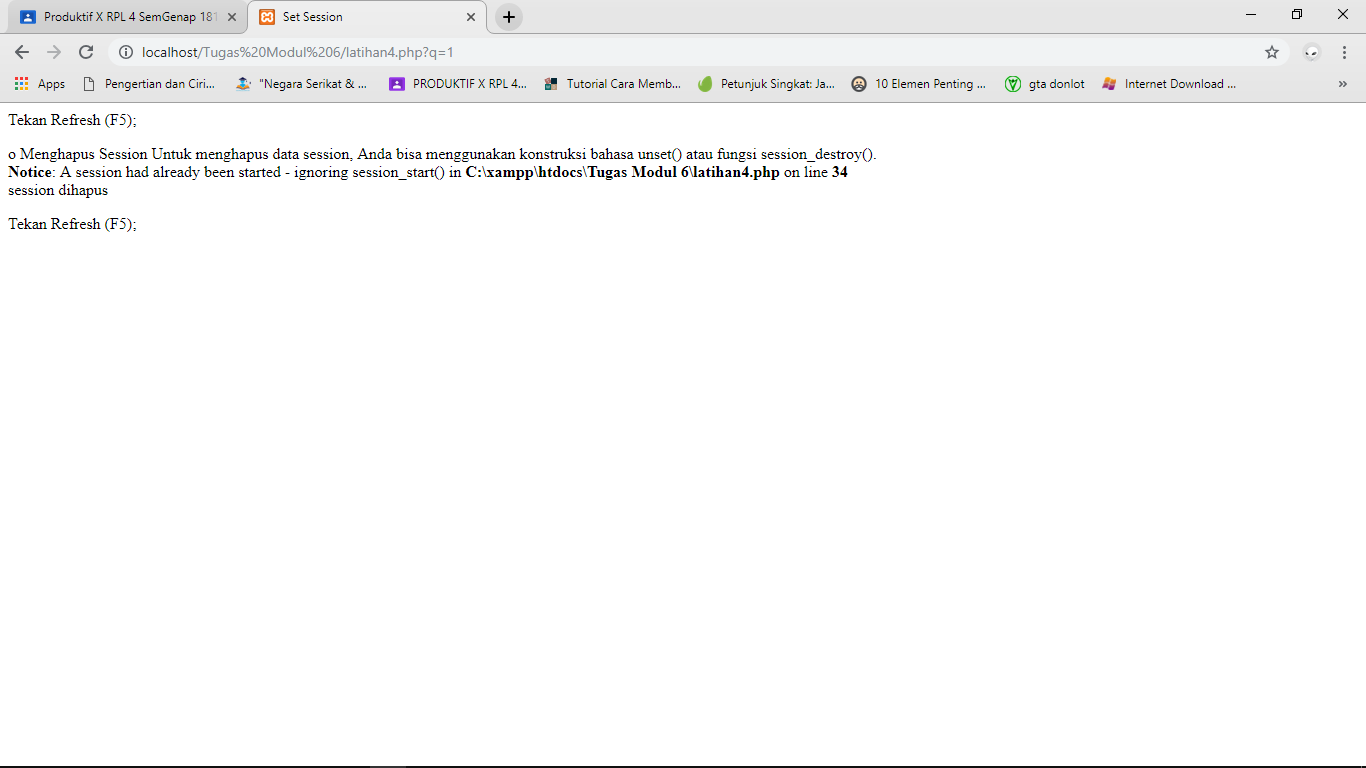 Produktif X RPL 4 SemGenap 181
Set Session
localhost/Tugas%20Modul%206/latihan4.php?q=1
Apps
Pengertian dan Ciri...
"Negara Serikat & ...
PRODUKTIF X RPL 4...
Tutorial Cara Memb...
Petunjuk Singkat: Ja...
10 Elemen Penting ...
gta donlot
Internet Download ...
Tekan Refresh (F5);
o Menghapus Session Untuk menghapus data session, Anda bisa menggunakan konstruksi bahasa unset() atau fungsi session_destroy().
Notice: A session had already been started - ignoring session_start() in C:\xampp\htdocs\Tugas Modul 6\latihan4.php on line 34
session dihapus
Tekan Refresh (F5);